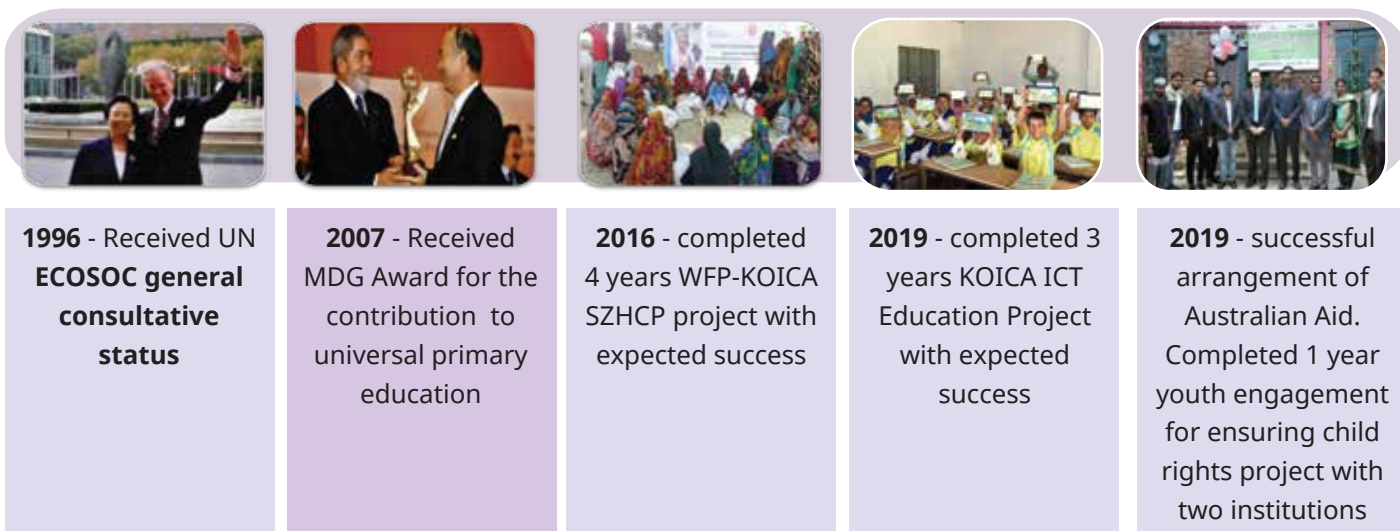 1996 - Received UN
ECOSOC general
consultative
status
2007 - Received
MDG Award for the
contribution to
universal primary
education
2016 - completed
4 years WFP-KOICA
SZHCP project with
expected success
2019 - completed 3
years KOICA ICT
Education Project
with expected
success
2019 - successful
arrangement of
Australian Aid.
Completed 1 year
youth engagement
for ensuring child
rights project with
two institutions